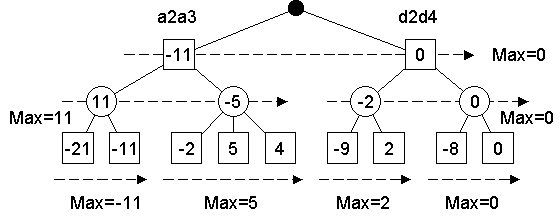 a2a3 d2d4
-11 0 Max=0
11 -5 -2 0
Max=11 Max=0
-21 -11 -2 5 4 -9 2 -8 0
Max=-11 Max=5 Max=2 Max=0